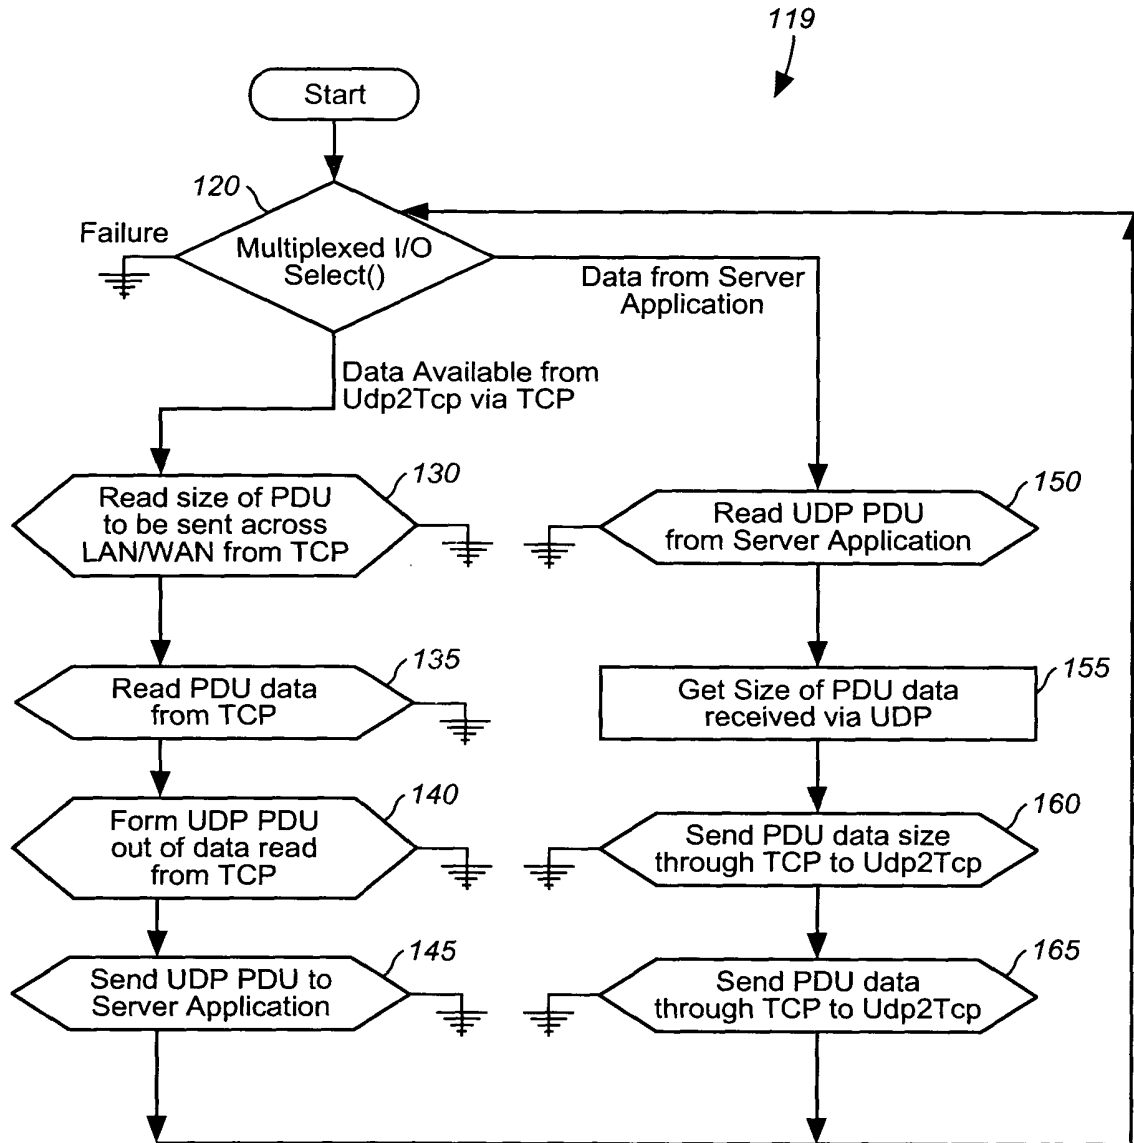 119
Start
120
Failure
Multiplexed I/O
Select()
Data from Server
Application
Data Available from
Udp2Tcp via TCP
130
Read size of PDU
to be sent across
LAN/WAN from TCP
150
Read UDP PDU
from Server Application
135
Read PDU data
from TCP
155
Get Size of PDU data
received via UDP
140
Form UDP PDU
out of data read
from TCP
160
Send PDU data size
through TCP to Udp2Tcp
145
Send UDP PDU to
Server Application
165
Send PDU data
through TCP to Udp2Tcp